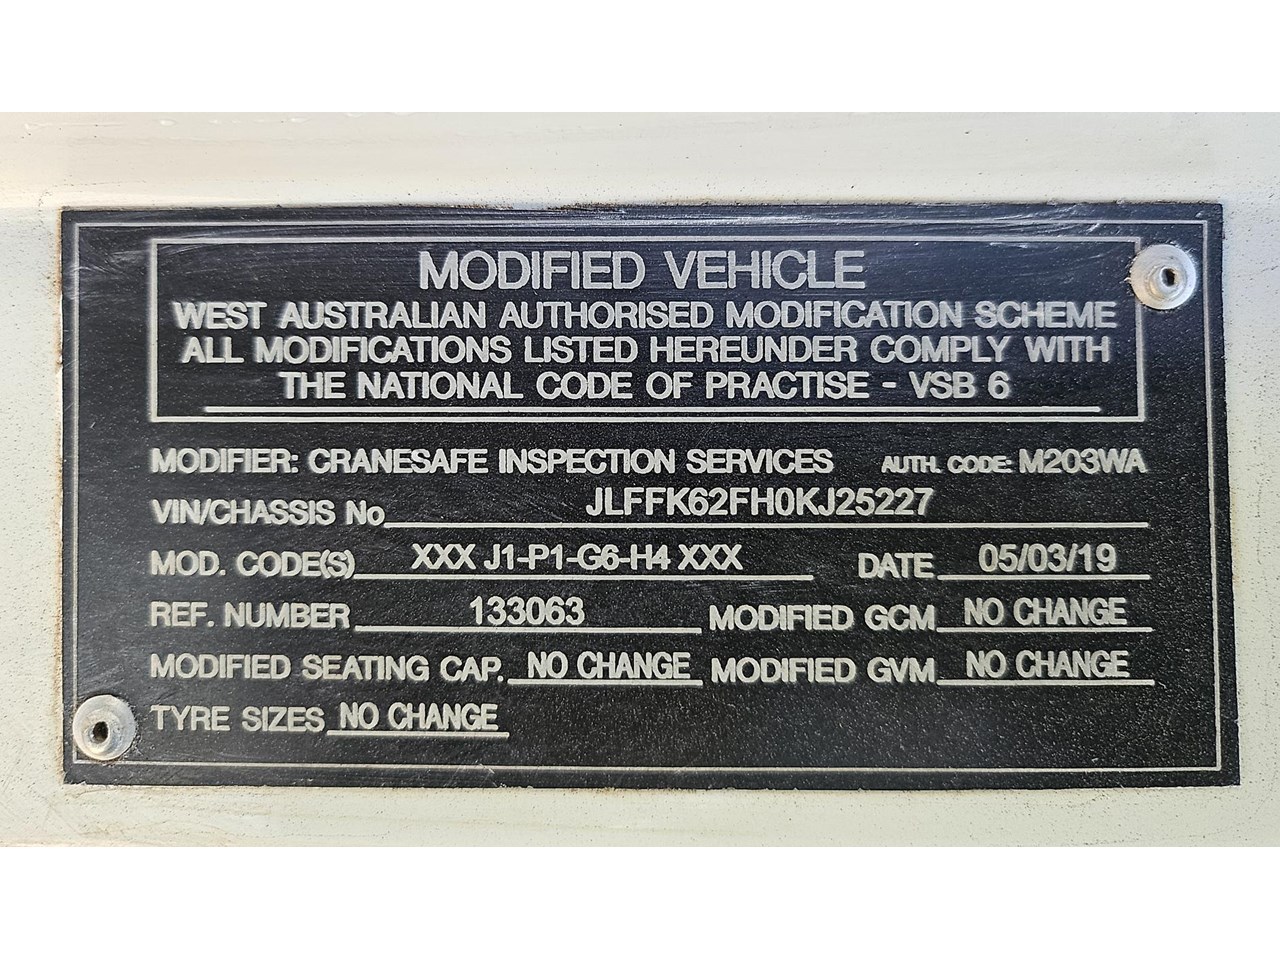 MODIFIED VEHICLE
WEST AUSTRALIAN AUTHORISED MODIFICATION SCHEME
ALL MODIFICATIONS LISTED HEREUNDER COMPLY WITH
THE NATIONAL CODE OF PRACTISE - VSB 6
MODIFIER: CRANESAFE INSPECTION SERVICES AUTH. CODE: M203WA
VIN/CHASSIS No JLFFK62FH0KJ25227
MOD. CODE(S) XXX J1-P1-G6-H4 XXX DATE 05/03/19
REF. NUMBER 133063 MODIFIED GCM NO CHANGE
MODIFIED SEATING CAP. NO CHANGE MODIFIED GVM NO CHANGE
TYRE SIZES NO CHANGE